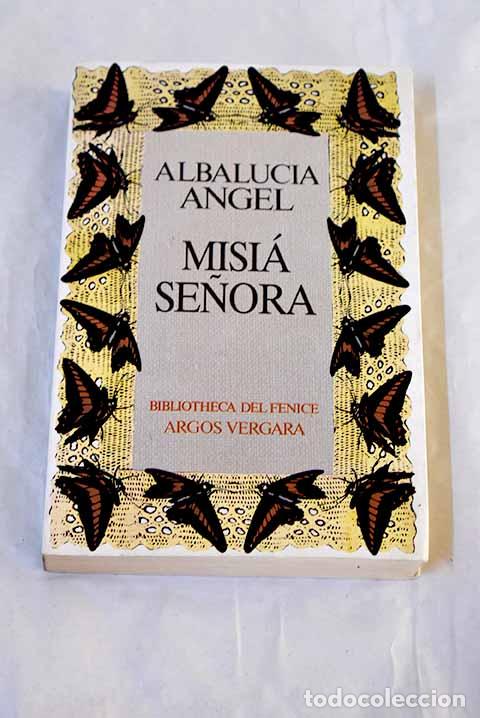 ALBALUCIA
ANGEL
MISIÁ
SEÑORA
BIBLIOTHECA DEL FENICE
ARGOS VERGARA
todocoleccion